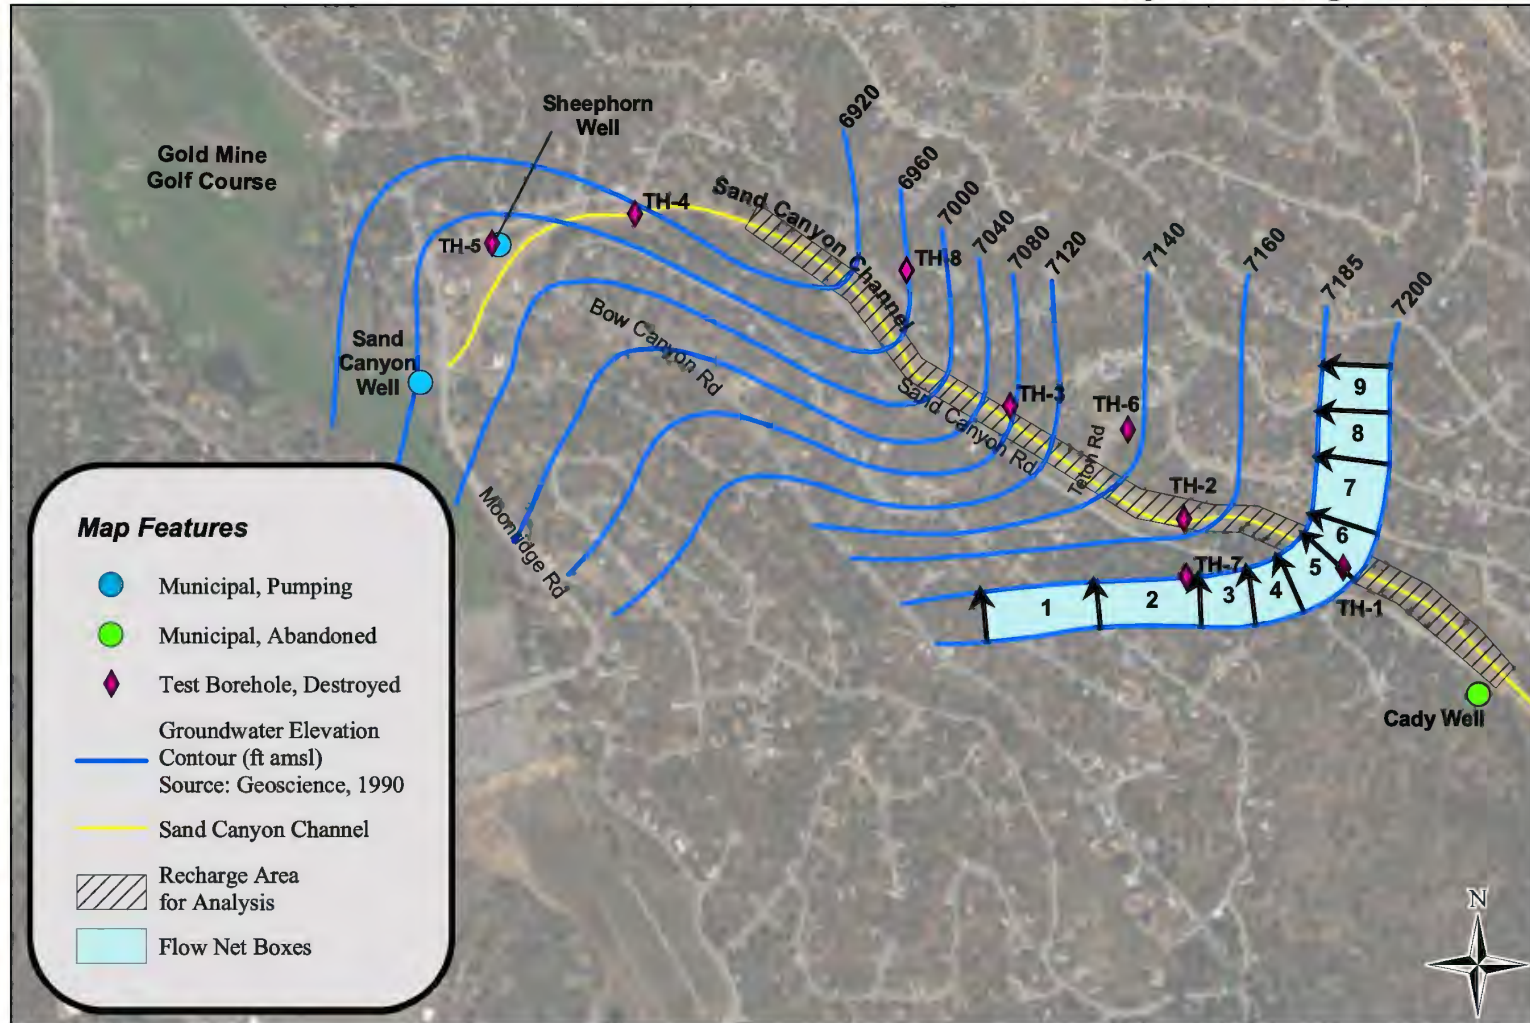 Sheephorn
Well
Gold Mine
Golf Course
TH-4
TH-5
Sand Canyon Channel
6920
6960
7000
7040
7080
7120
7140
7160
7185
7200
TH-8
Bow Canyon Rd
Sand
Canyon
Well
Sand Canyon Rd
TH-3
TH-6
Teton Rd
TH-2
Moonridge Rd
TH-7
TH-1
1
2
3
4
5
6
7
8
9
Cady Well
Map Features
Municipal, Pumping
Municipal, Abandoned
Test Borehole, Destroyed
Groundwater Elevation
Contour (ft amsl)
Source: Geoscience, 1990
Sand Canyon Channel
Recharge Area
for Analysis
Flow Net Boxes
N